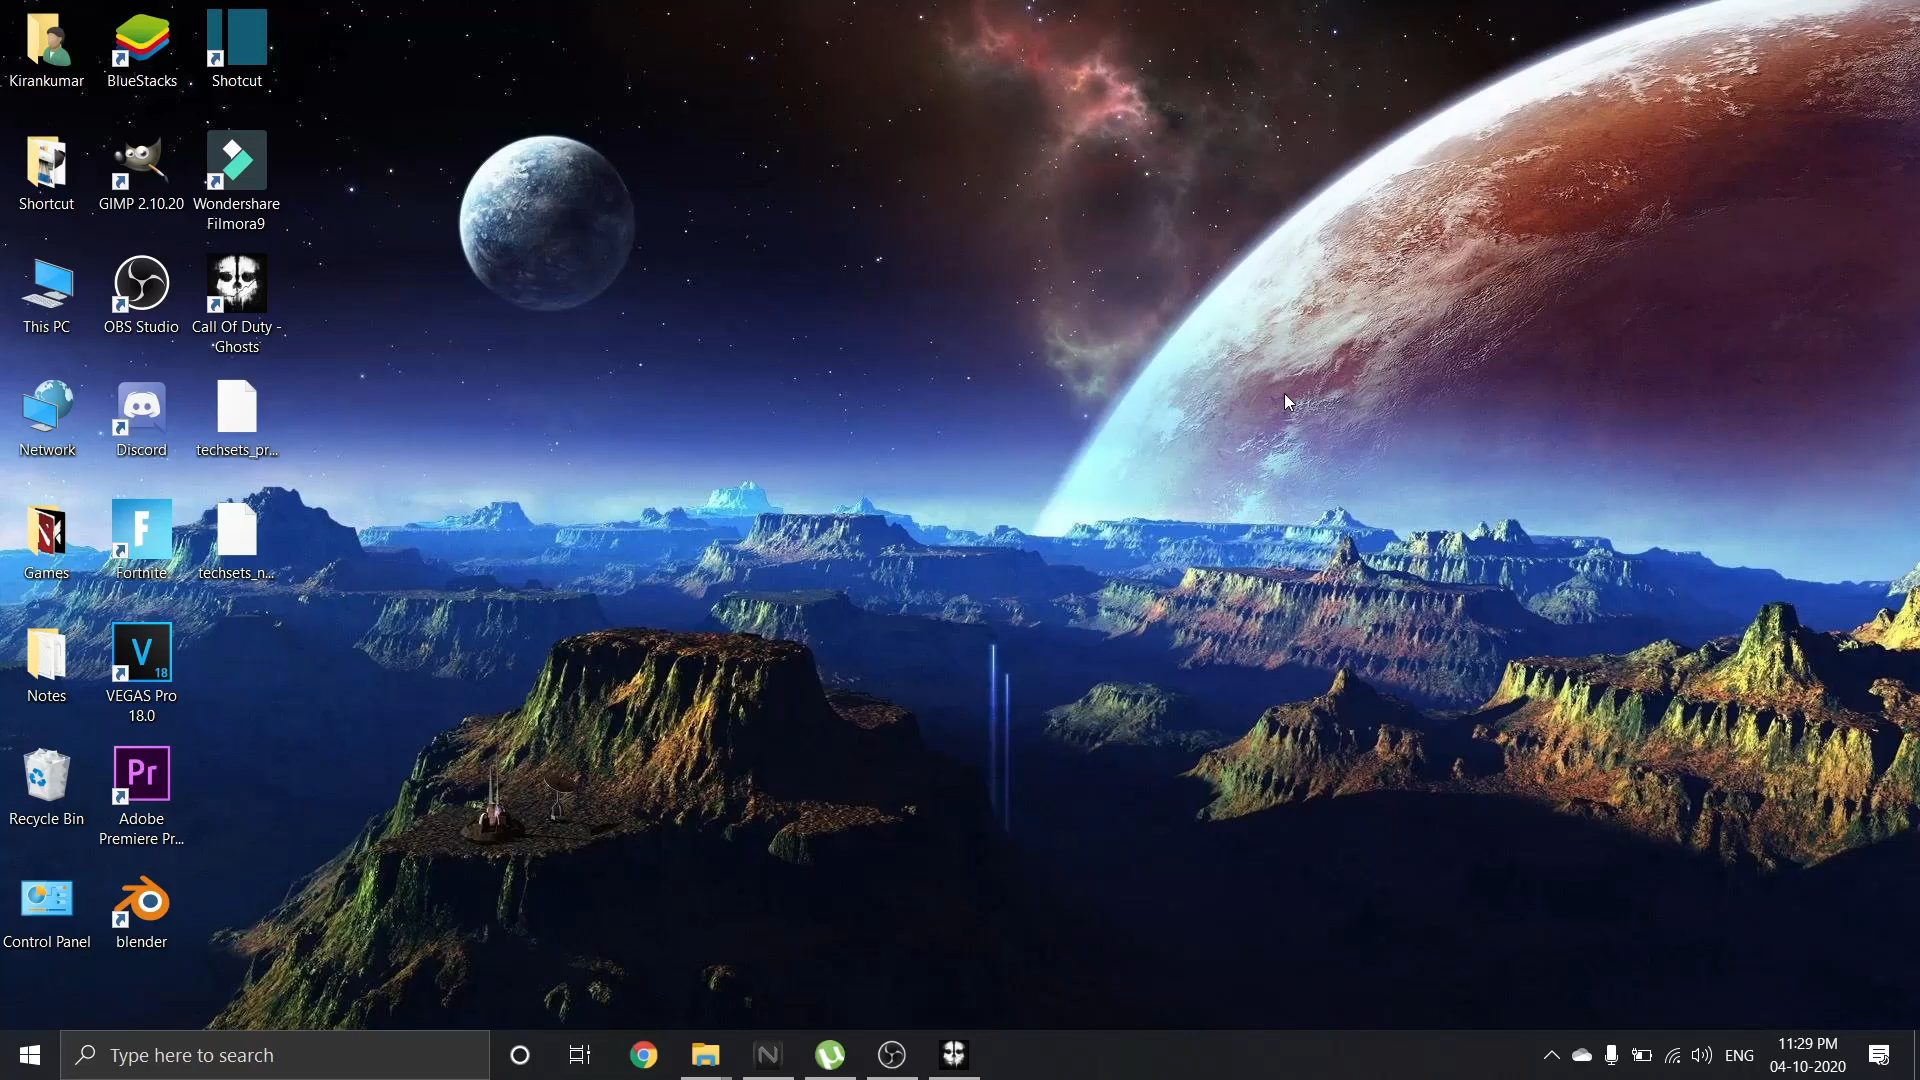 Kirankumar
BlueStacks
Shotcut
Shortcut
GIMP 2.10.20
Wondershare
Filmora9
This PC
OBS Studio
Call Of Duty -
Ghosts
Network
Discord
techsets_pr...
Games
F
Fortnite
techsets_n...
Notes
V
18
VEGAS Pro
18.0
Recycle Bin
Pr
Adobe
Premiere Pr...
Control Panel
blender
Type here to search
N
ENG
11:29 PM
04-10-2020